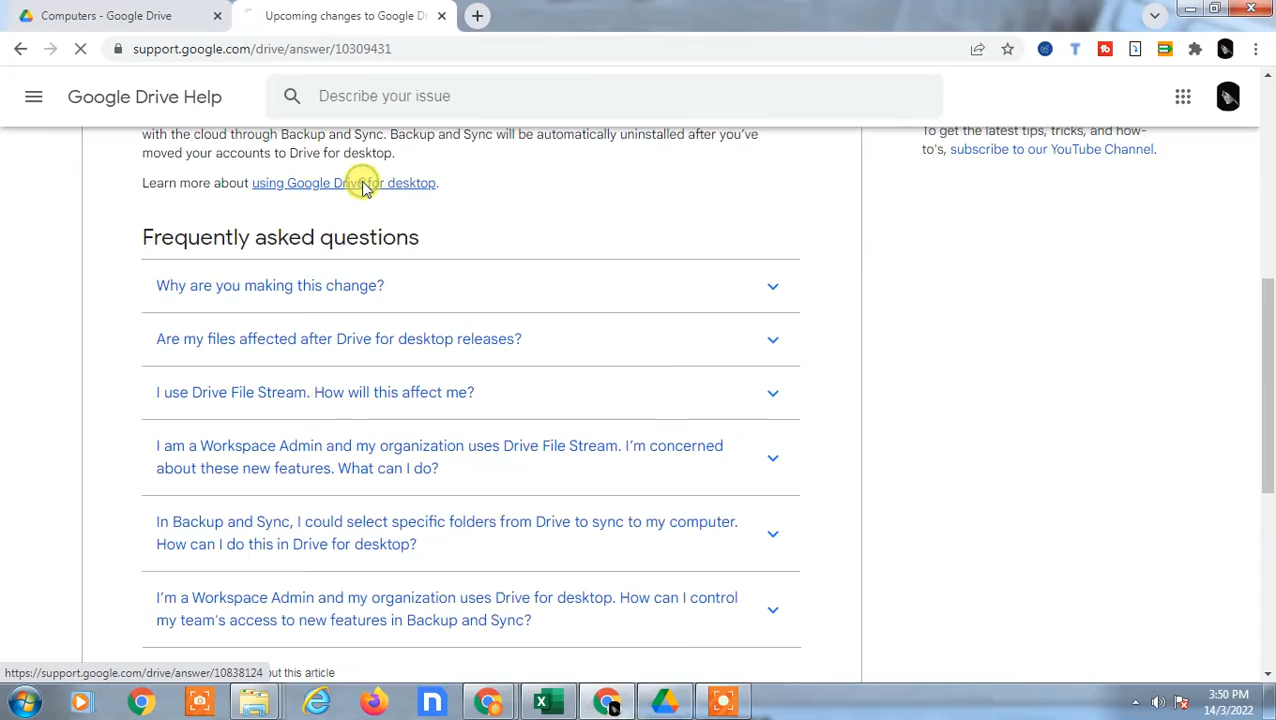 Computers - Google Drive
Upcoming changes to Google D
support.google.com/drive/answer/10309431
Google Drive Help
Describe your issue
with the cloud through Backup and Sync. Backup and Sync will be automatically uninstalled after you've
moved your accounts to Drive for desktop.
To get the latest tips, tricks, and how-
to's, subscribe to our YouTube Channel.
Learn more about using Google Drive for desktop.
Frequently asked questions
Why are you making this change?
Are my files affected after Drive for desktop releases?
I use Drive File Stream. How will this affect me?
I am a Workspace Admin and my organization uses Drive File Stream. I'm concerned
about these new features. What can I do?
In Backup and Sync, I could select specific folders from Drive to sync to my computer.
How can I do this in Drive for desktop?
I'm a Workspace Admin and my organization uses Drive for desktop. How can I control
my team's access to new features in Backup and Sync?
https://support.google.com/drive/answer/10838124
out this article
3:50 PM
14/3/2022